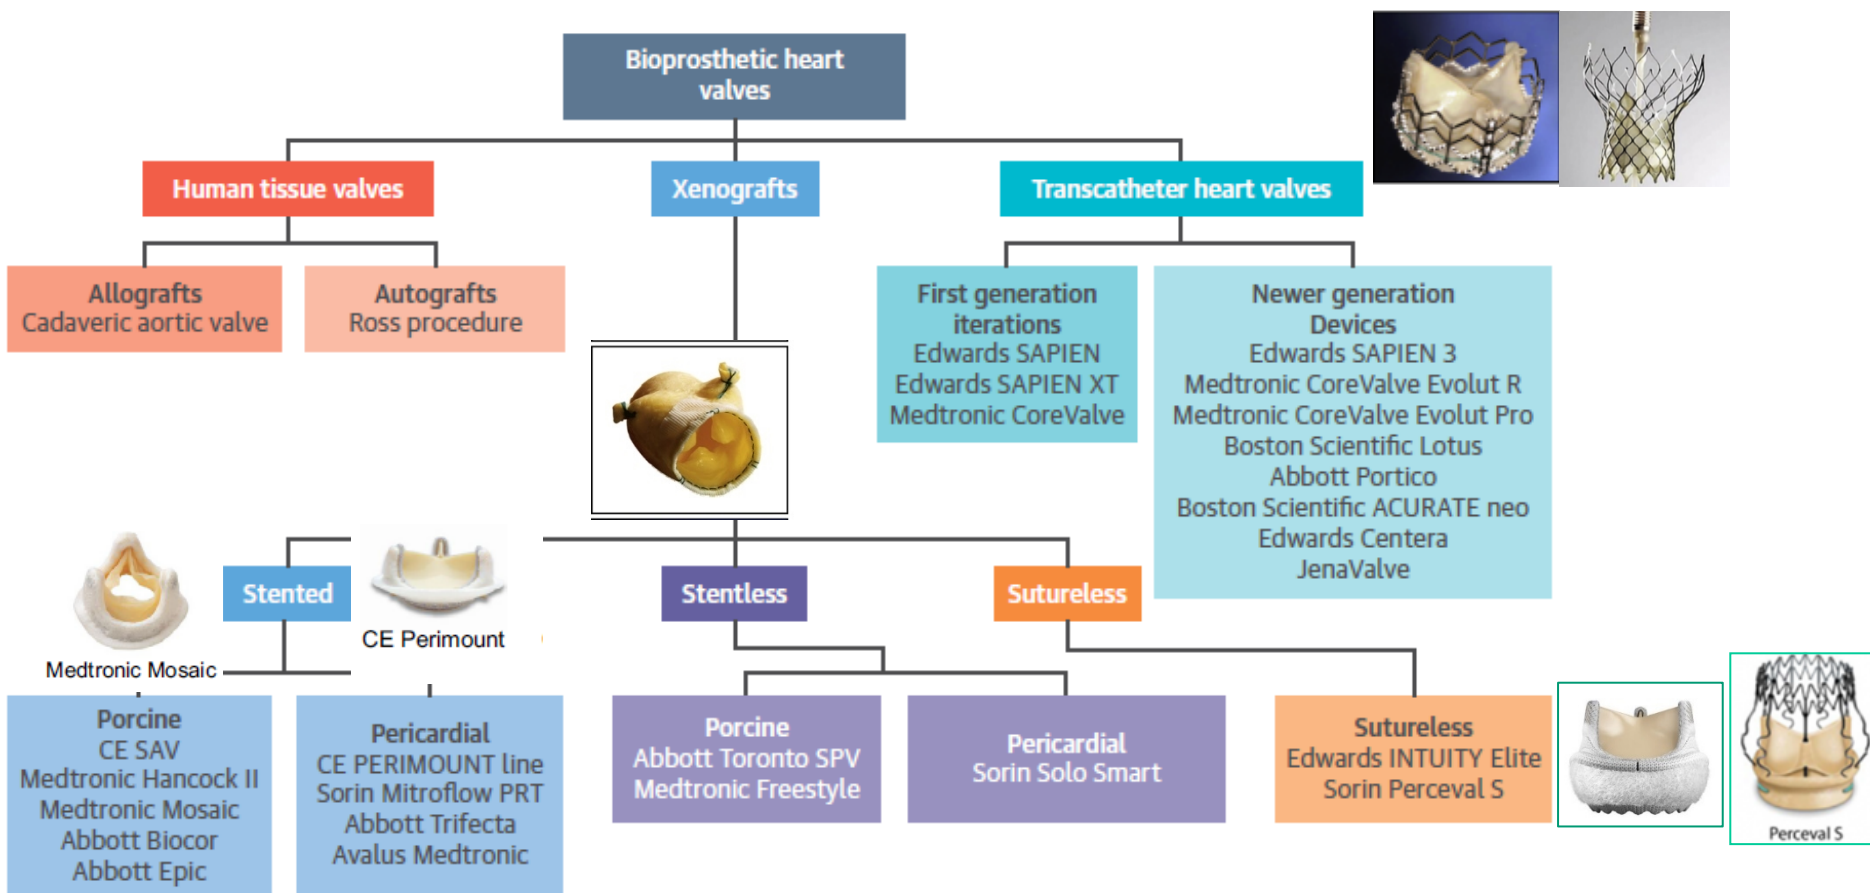 Bioprosthetic heart
valves
Human tissue valves
Xenografts
Transcatheter heart valves
Allografts
Cadaveric aortic valve
Autografts
Ross procedure
First generation
iterations
Edwards SAPIEN
Edwards SAPIEN XT
Medtronic CoreValve
Newer generation
Devices
Edwards SAPIEN 3
Medtronic CoreValve Evolut R
Medtronic CoreValve Evolut Pro
Boston Scientific Lotus
Abbott Portico
Boston Scientific ACURATE neo
Edwards Centera
JenaValve
Stented
CE Perimount
Medtronic Mosaic
Stentless
Sutureless
Porcine
CE SAV
Medtronic Hancock II
Medtronic Mosaic
Abbott Biocor
Abbott Epic
Pericardial
CE PERIMOUNT line
Sorin Mitroflow PRT
Abbott Trifecta
Avalus Medtronic
Porcine
Abbott Toronto SPV
Medtronic Freestyle
Pericardial
Sorin Solo Smart
Sutureless
Edwards INTUITY Elite
Sorin Perceval S
Perceval S